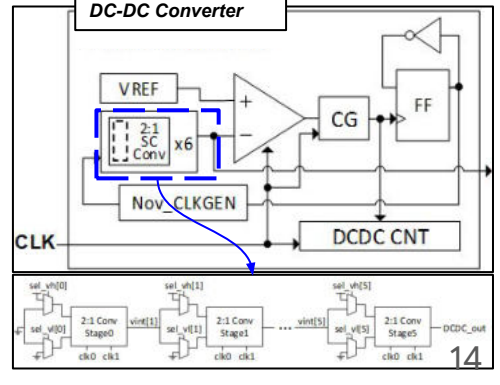 DC-DC Converter
VREF
2:1
SC
Conv
x6
+
−
CG
FF
Nov_CLKGEN
CLK
DCDC CNT
sel_vh[0]
sel_vh[1]
sel_vh[5]
sel_vl[0]
2:1 Conv
Stage0
vint[1]
sel_vl[1]
2:1 Conv
Stage1
...
vint[5]
sel_vl[5]
2:1 Conv
Stage5
DCDC_out
clk0 clk1
clk0 clk1
clk0 clk1
14